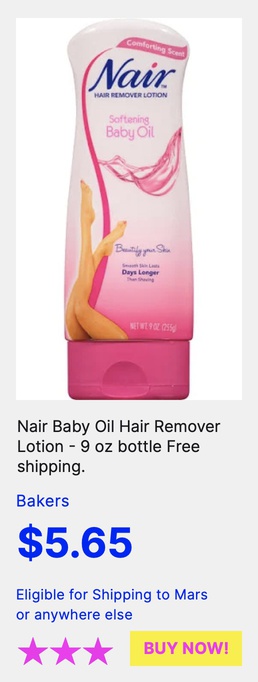 Comforting Scent
Nair™
HAIR REMOVER LOTION
Softening
Baby Oil
Beautify your Skin
Smooth Skin Lasts
Days Longer
Than Shaving
NET WT 9 OZ (255g)
Nair Baby Oil Hair Remover
Lotion - 9 oz bottle Free
shipping.
Bakers
$5.65
Eligible for Shipping to Mars
or anywhere else
BUY NOW!